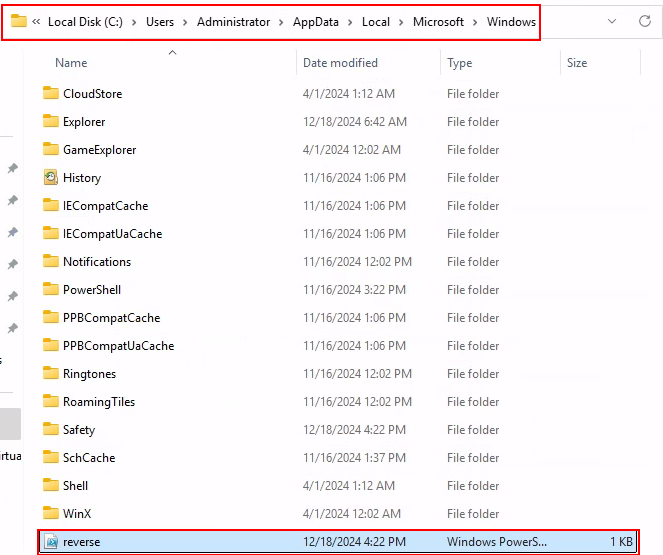 « Local Disk (C:) > Users > Administrator > AppData > Local > Microsoft > Windows
Name Date modified Type Size
CloudStore 4/1/2024 1:12 AM File folder
Explorer 12/18/2024 6:42 AM File folder
GameExplorer 4/1/2024 12:02 AM File folder
History 11/16/2024 1:06 PM File folder
IECompatCache 11/16/2024 1:06 PM File folder
IECompatUaCache 11/16/2024 1:06 PM File folder
Notifications 11/16/2024 12:02 PM File folder
PowerShell 11/16/2024 3:22 PM File folder
PPBCompatCache 11/16/2024 1:06 PM File folder
PPBCompatUaCache 11/16/2024 1:06 PM File folder
Ringtones 11/16/2024 12:02 PM File folder
RoamingTiles 11/16/2024 12:02 PM File folder
Safety 12/18/2024 4:22 PM File folder
irtua SchCache 11/16/2024 1:37 PM File folder
Shell 4/1/2024 1:12 AM File folder
WinX 4/1/2024 12:02 AM File folder
reverse 12/18/2024 4:22 PM Windows PowerS... 1 KB